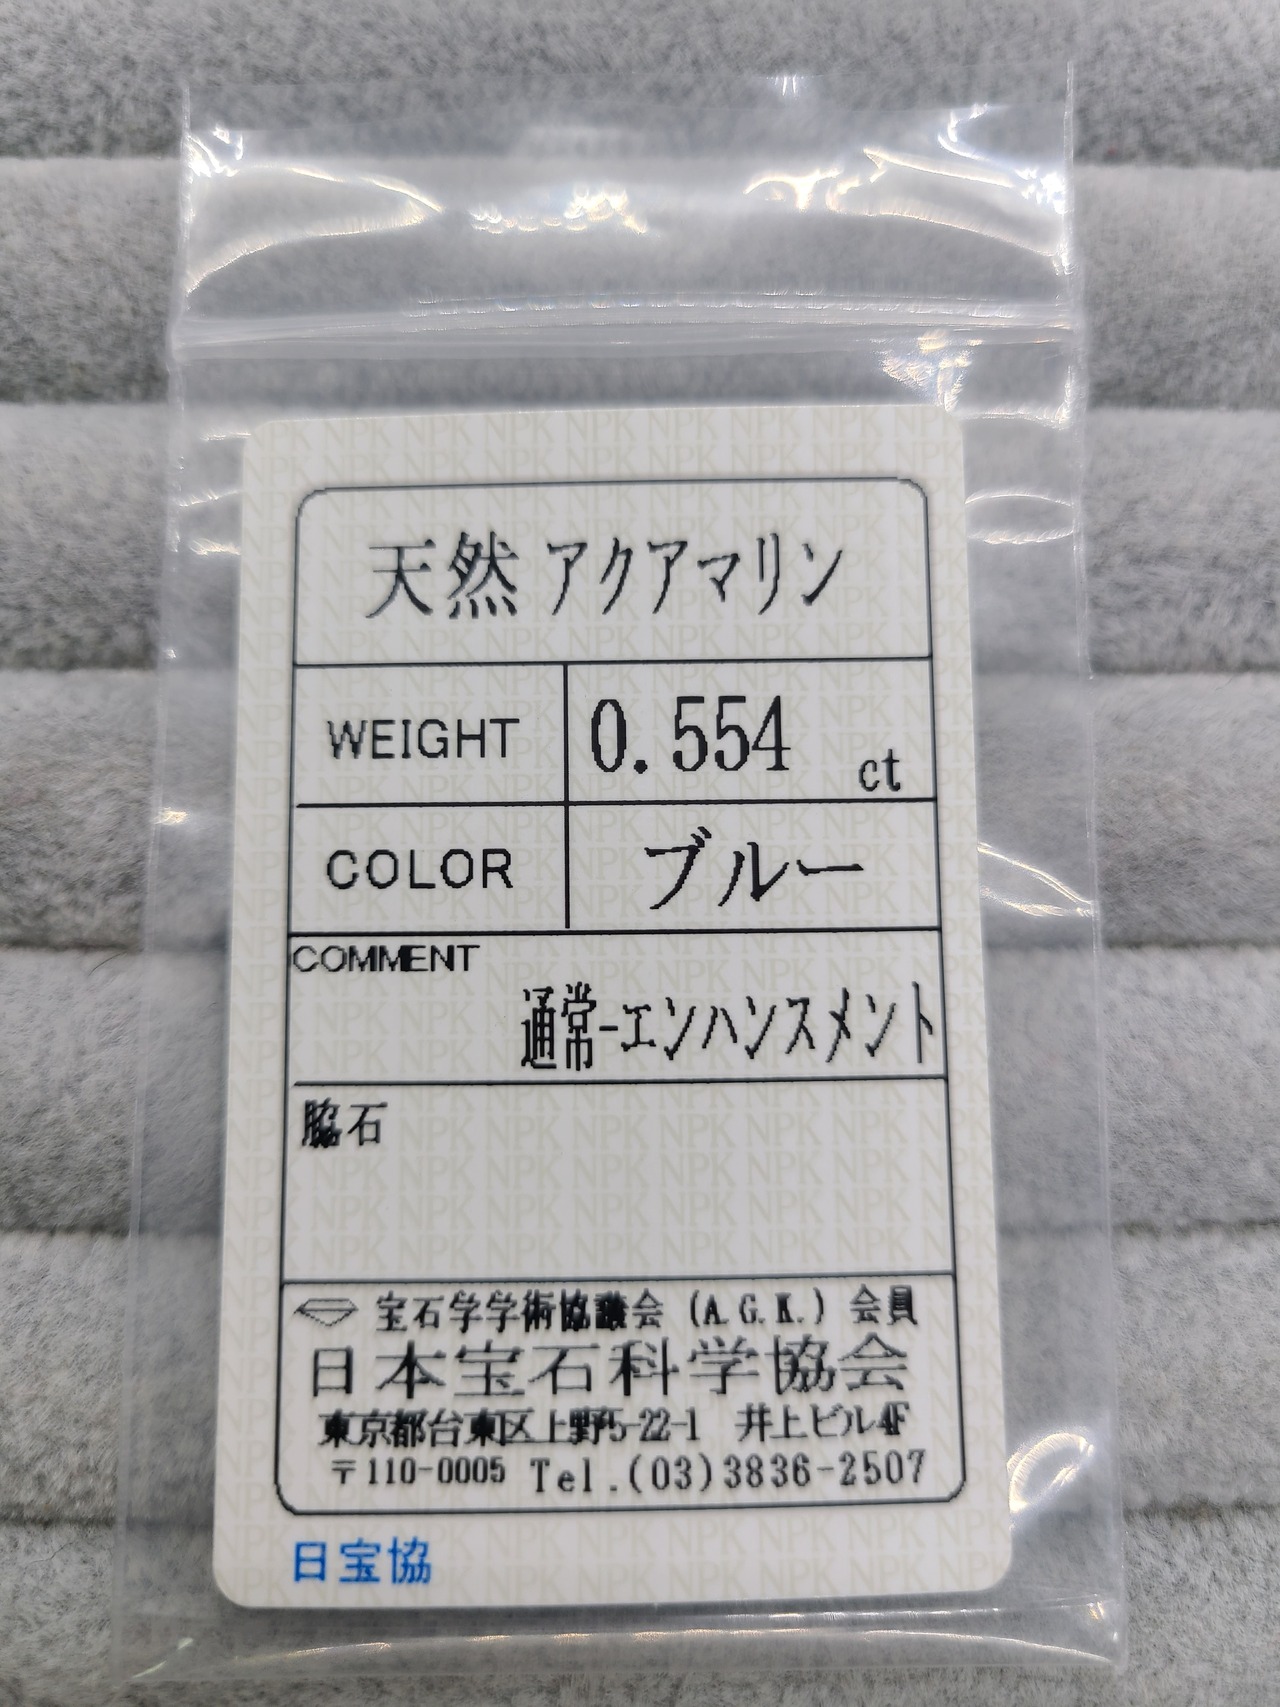 天然 アクアマリン
WEIGHT 0.554 ct
COLOR ブルー
COMMENT
通常-エンハンスメント
脇石
宝石学学術協議会 (A.G.K.) 会員
日本宝石科学協会
東京都台東区上野5-22-1 井上ビル4F
〒110-0005 Tel.(03)3836-2507
日宝協